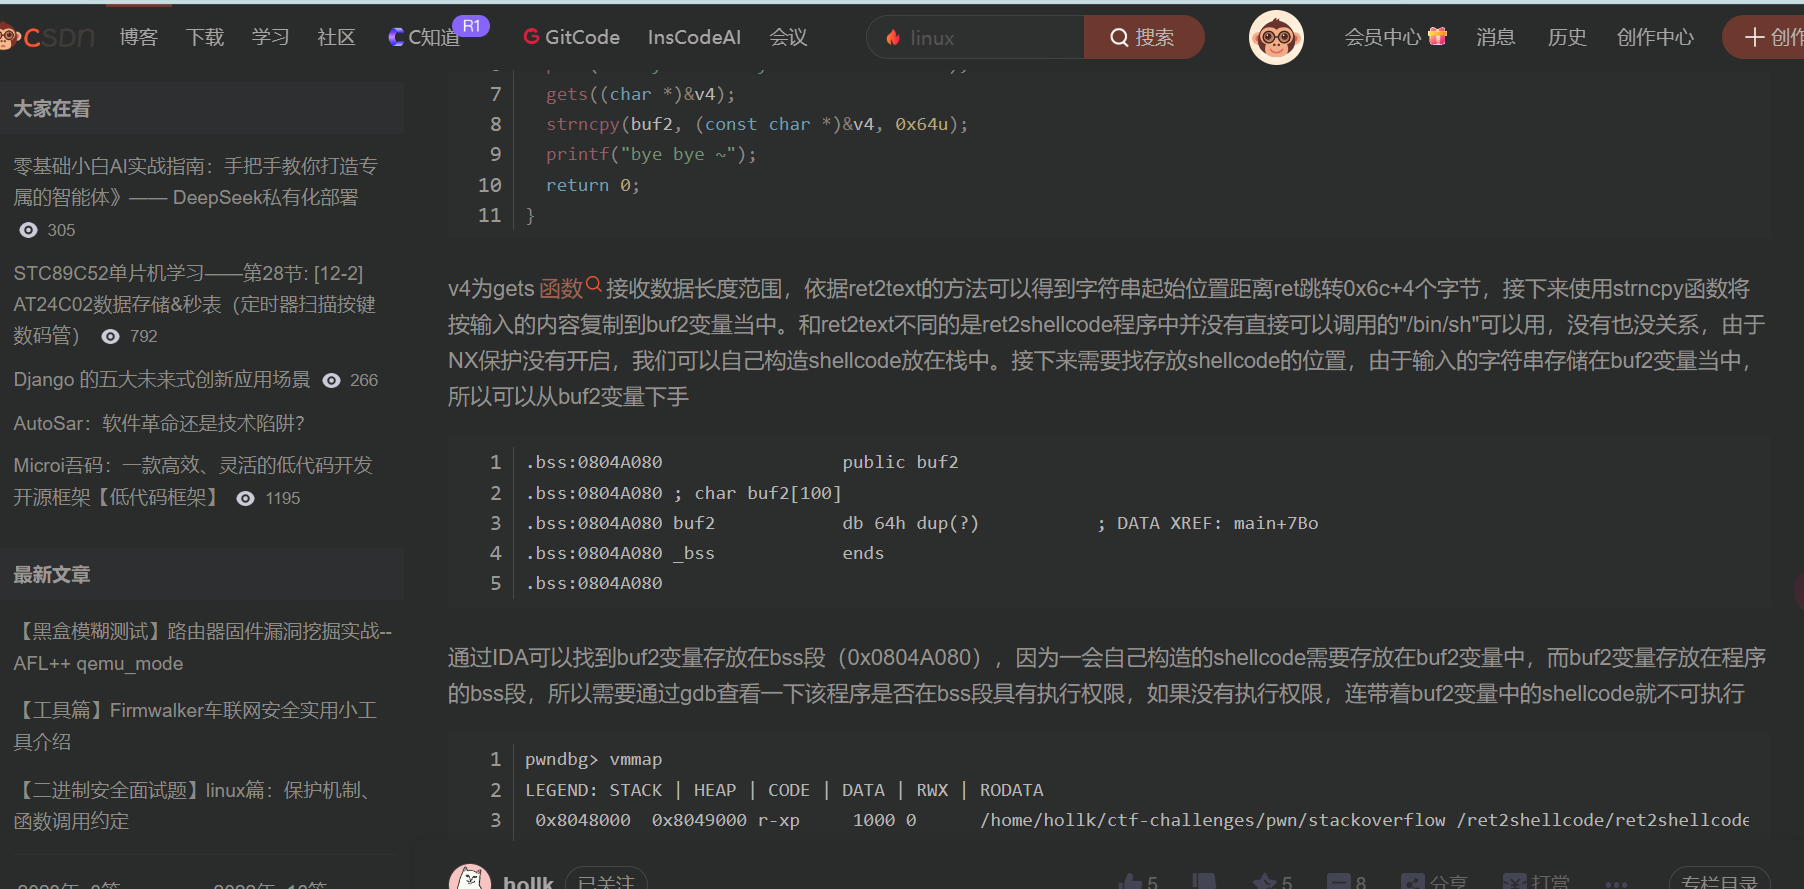 CSDN 博客 下载 学习 社区 C知道 R1 GitCode InsCodeAI 会议 linux 搜索 会员中心 消息 历史 创作中心 创作
大家在看
零基础小白AI实战指南：手把手教你打造专
属的智能体》—— DeepSeek私有化部署
305
STC89C52单片机学习——第28节: [12-2]
AT24C02数据存储&秒表（定时器扫描按键
数码管） 792
Django 的五大未来式创新应用场景 266
AutoSar：软件革命还是技术陷阱？
Microi吾码：一款高效、灵活的低代码开发
开源框架【低代码框架】 1195
最新文章
【黑盒模糊测试】路由器固件漏洞挖掘实战--
AFL++ qemu_mode
【工具篇】Firmwalker车联网安全实用小工
具介绍
【二进制安全面试题】linux篇：保护机制、
函数调用约定
7 gets((char *)&v4);
8 strncpy(buf2, (const char *)&v4, 0x64u);
9 printf("bye bye ~");
10 return 0;
11 }
v4为gets 函数 接收数据长度范围，依据ret2text的方法可以得到字符串起始位置距离ret跳转0x6c+4个字节，接下来使用strncpy函数将
按输入的内容复制到buf2变量当中。和ret2text不同的是ret2shellcode程序中并没有直接可以调用的"/bin/sh"可以用，没有也没关系，由于
NX保护没有开启，我们可以自己构造shellcode放在栈中。接下来需要找存放shellcode的位置，由于输入的字符串存储在buf2变量当中，
所以可以从buf2变量下手
1 .bss:0804A080 public buf2
2 .bss:0804A080 ; char buf2[100]
3 .bss:0804A080 buf2 db 64h dup(?) ; DATA XREF: main+7Bo
4 .bss:0804A080 _bss ends
5 .bss:0804A080
通过IDA可以找到buf2变量存放在bss段（0x0804A080），因为一会自己构造的shellcode需要存放在buf2变量中，而buf2变量存放在程序
的bss段，所以需要通过gdb查看一下该程序是否在bss段具有执行权限，如果没有执行权限，连带着buf2变量中的shellcode就不可执行
1 pwndbg> vmmap
2 LEGEND: STACK | HEAP | CODE | DATA | RWX | RODATA
3 0x8048000 0x8049000 r-xp 1000 0 /home/hollk/ctf-challenges/pwn/stackoverflow /ret2shellcode/ret2shellcode
hollk 已关注 5 5 8 分享 打赏 专栏目录